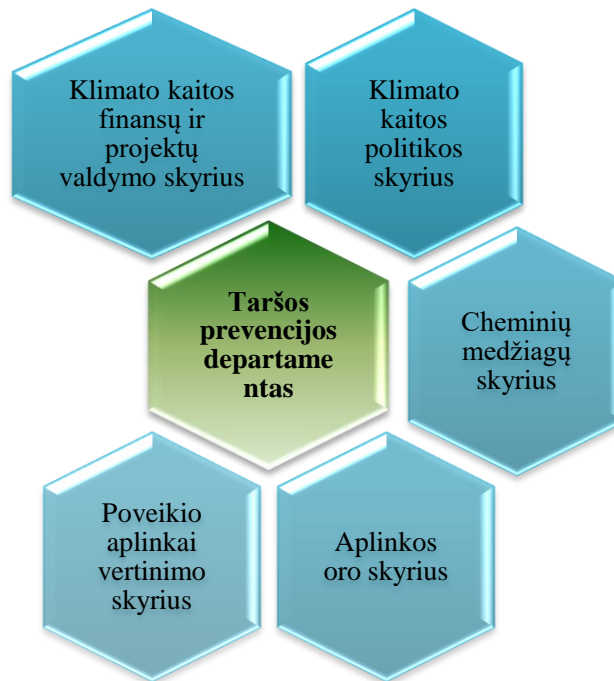 Klimato kaitos
finansų ir
projektų
valdymo skyrius
Klimato
kaitos
politikos
skyrius
Taršos
prevencijos
departame
ntas
Cheminių
medžiagų
skyrius
Poveikio
aplinkai
vertinimo
skyrius
Aplinkos
oro skyrius